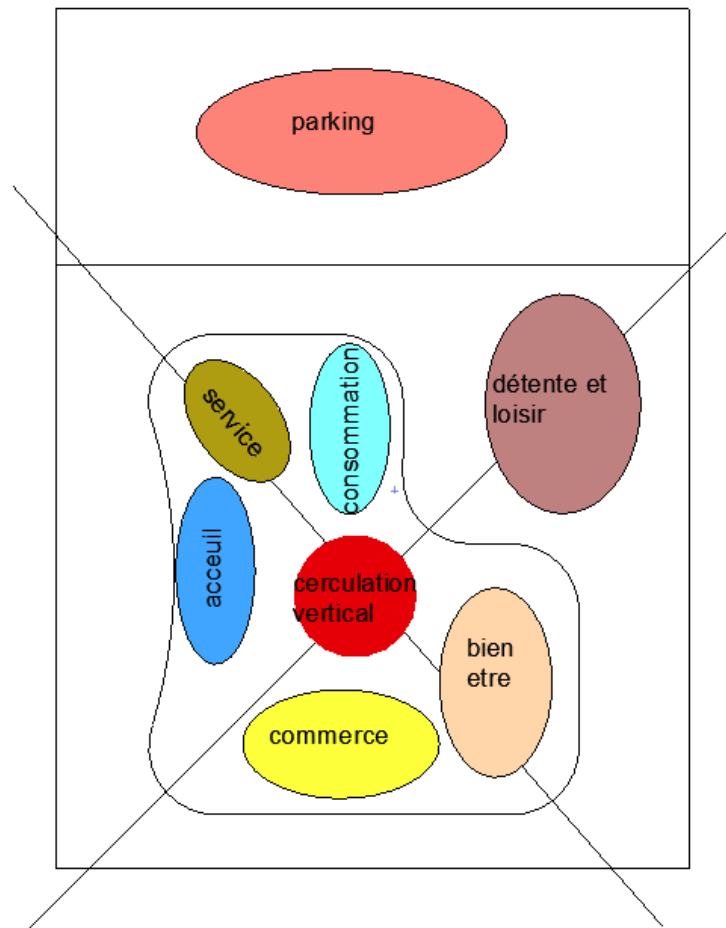 parking
détente et
loisir
consommation
service
acceuil
cerculation
vertical
bien
etre
commerce